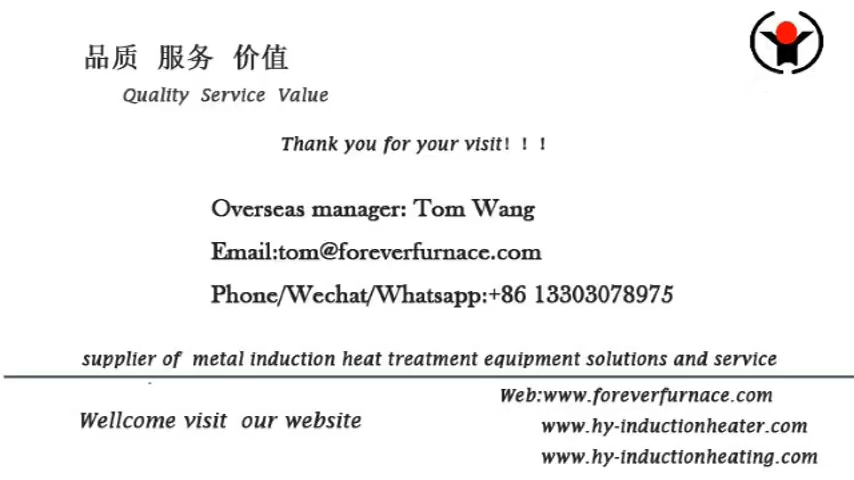 品质 服务 价值
Quality Service Value
Thank you for your visit！！！
Overseas manager: Tom Wang
Email:tom@foreverfurnace.com
Phone/Wechat/Whatsapp:+86 13303078975
supplier of metal induction heat treatment equipment solutions and service
Wellcome visit our website
Web:www.foreverfurnace.com
www.hy-inductionheater.com
www.hy-inductionheating.com